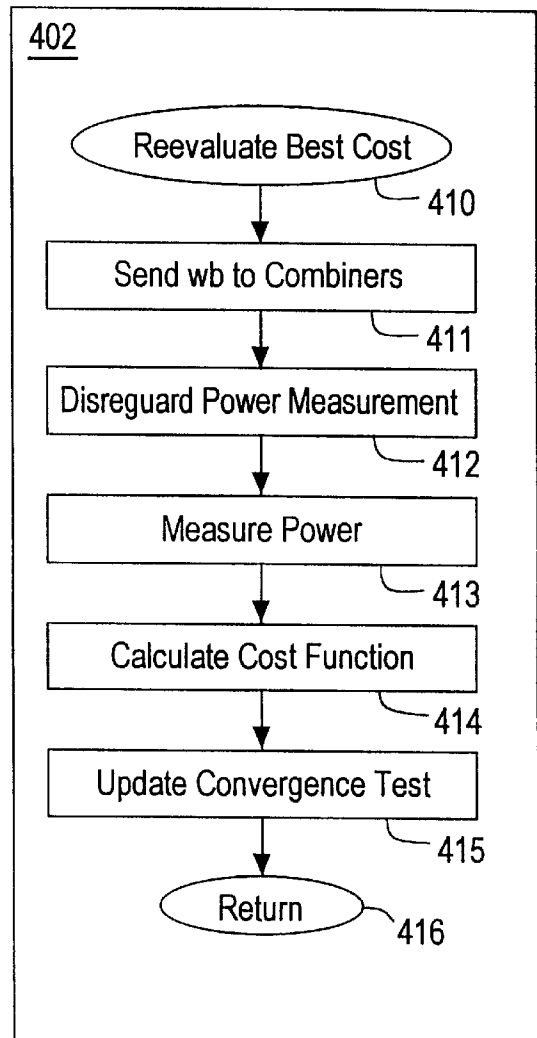 402
Reevaluate Best Cost
410
Send wb to Combiners
411
Disreguard Power Measurement
412
Measure Power
413
Calculate Cost Function
414
Update Convergence Test
415
Return
416